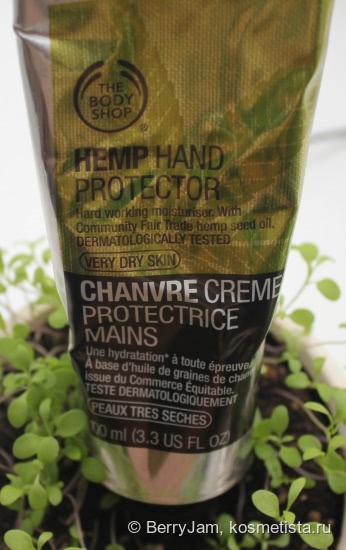 THE
BODY
SHOP
®
HEMP HAND
PROTECTOR
Hard working moisturiser. With
Community Fair Trade hemp seed oil.
DERMATOLOGICALLY TESTED
VERY DRY SKIN
CHANVRE CREME
PROTECTRICE
MAINS
Une hydratation* à toute épreuve.
À base d'huile de graines de
issue du Commerce Équitable.
TESTE DERMATOLOGIQUEMENT
PEAUX TRES SECHES
100 ml (3.3 US FL OZ)
© BerryJam, kosmetista.ru